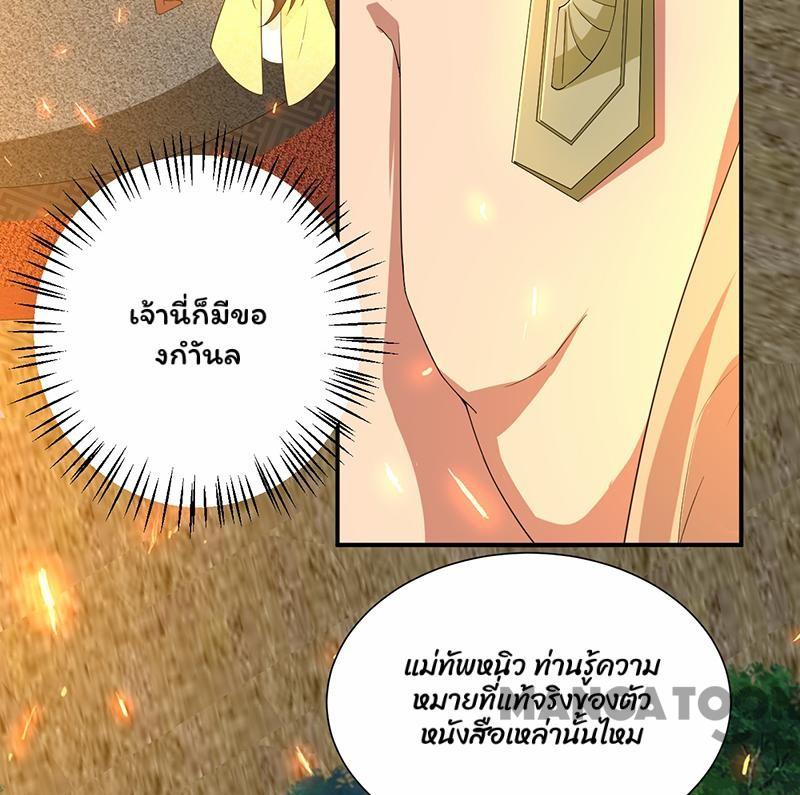 เจ้านี่ก็มีขอ
งกำันล
แม่ทัพหนิว ท่านรู้ความ
หมายที่แท้จริงของตัว
หนังสือเหล่านั้นไหม
MANGATOON